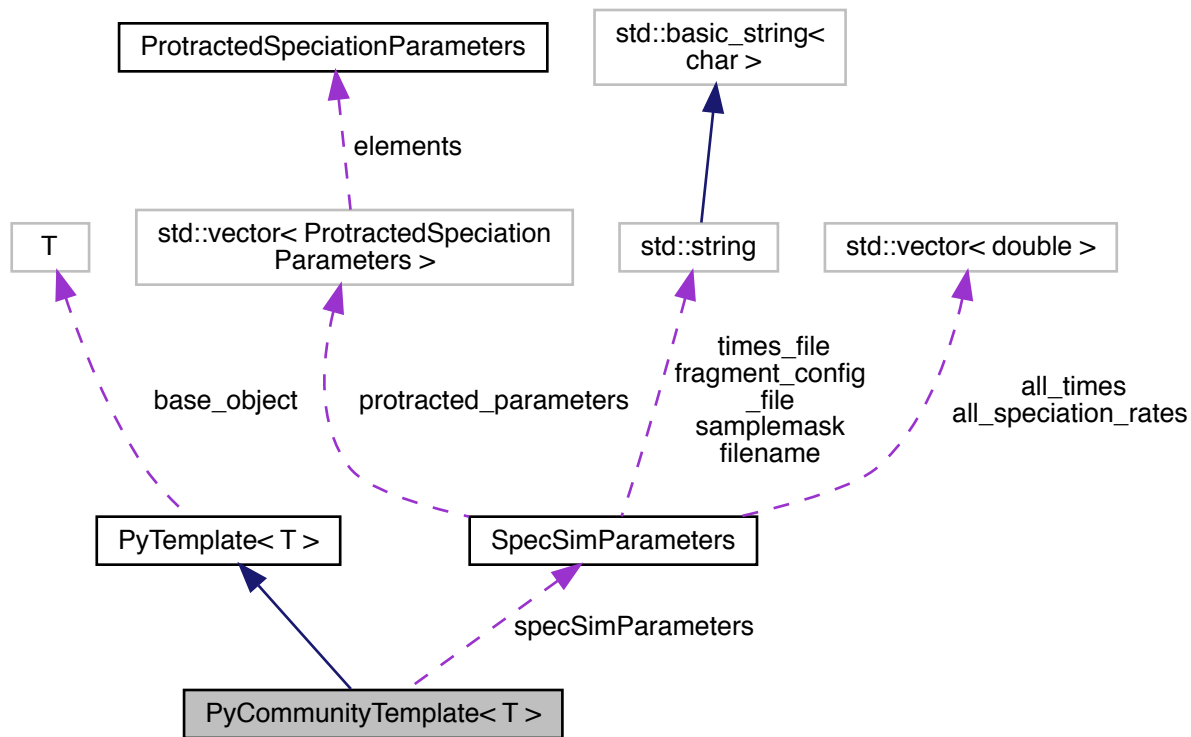 ProtractedSpeciationParameters
std::basic_string<
char >
elements
T
std::vector< ProtractedSpeciation
Parameters >
std::string
std::vector< double >
base_object
protracted_parameters
times_file
fragment_config
_file
samplemask
filename
all_times
all_speciation_rates
PyTemplate< T >
SpecSimParameters
specSimParameters
PyCommunityTemplate< T >